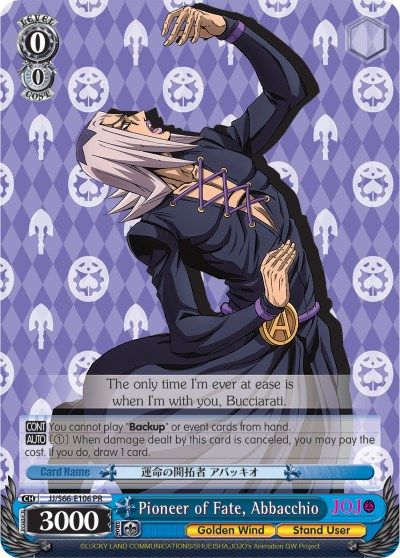 LEVEL
0
0
COST
The only time I'm ever at ease is
when I'm with you, Bucciarati.
CONT You cannot play "Backup" or event cards from hand.
AUTO [①] When damage dealt by this card is canceled, you may pay the
cost. If you do, draw 1 card.
Card Name 運命の開拓者 アバッキオ
CH JJ/S66-E106 PR
3000
Pioneer of Fate, Abbacchio JOJO
Golden Wind Stand User
©LUCKY LAND COMMUNICATIONS/SHUEISHA,JOJO's Animation GW Project
A